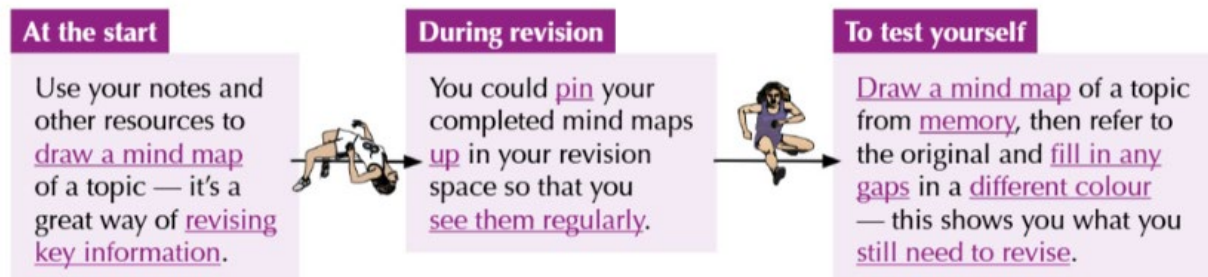 At the start
Use your notes and
other resources to
draw a mind map
of a topic — it's a
great way of revising
key information.
During revision
You could pin your
completed mind maps
up in your revision
space so that you
see them regularly.
To test yourself
Draw a mind map of a topic
from memory, then refer to
the original and fill in any
gaps in a different colour
— this shows you what you
still need to revise.